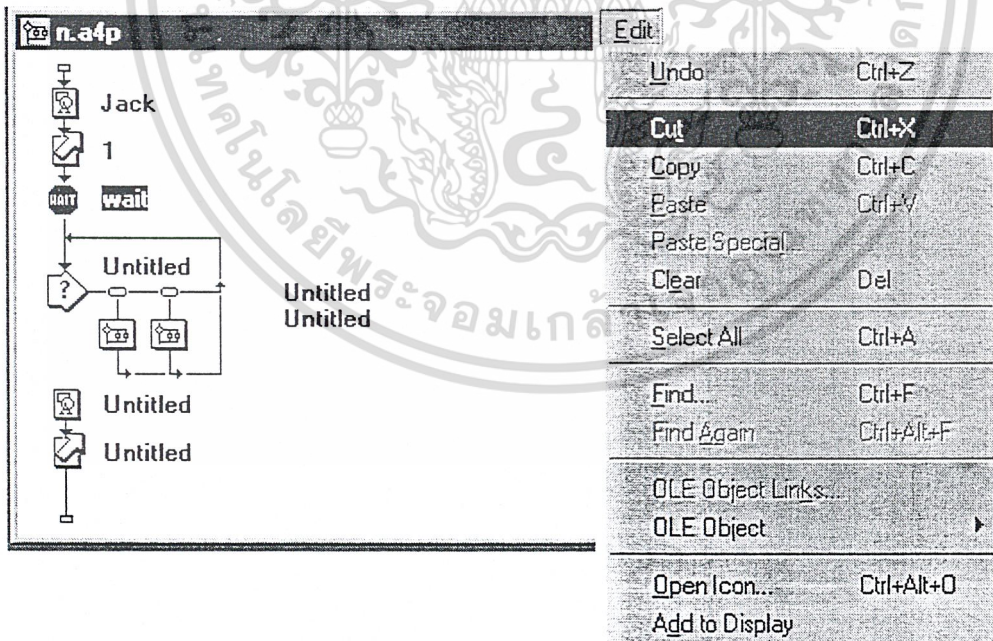 n.a4p
Jack
1
WAIT wait
Untitled
?
Untitled
Untitled
Untitled
Untitled
Edit
Undo Ctrl+Z
Cut Ctrl+X
Copy Ctrl+C
Paste Ctrl+V
Paste Special...
Clear Del
Select All Ctrl+A
Find... Ctrl+F
Find Again Ctrl+Alt+F
OLE Object Links...
OLE Object
Open Icon... Ctrl+Alt+O
Add to Display